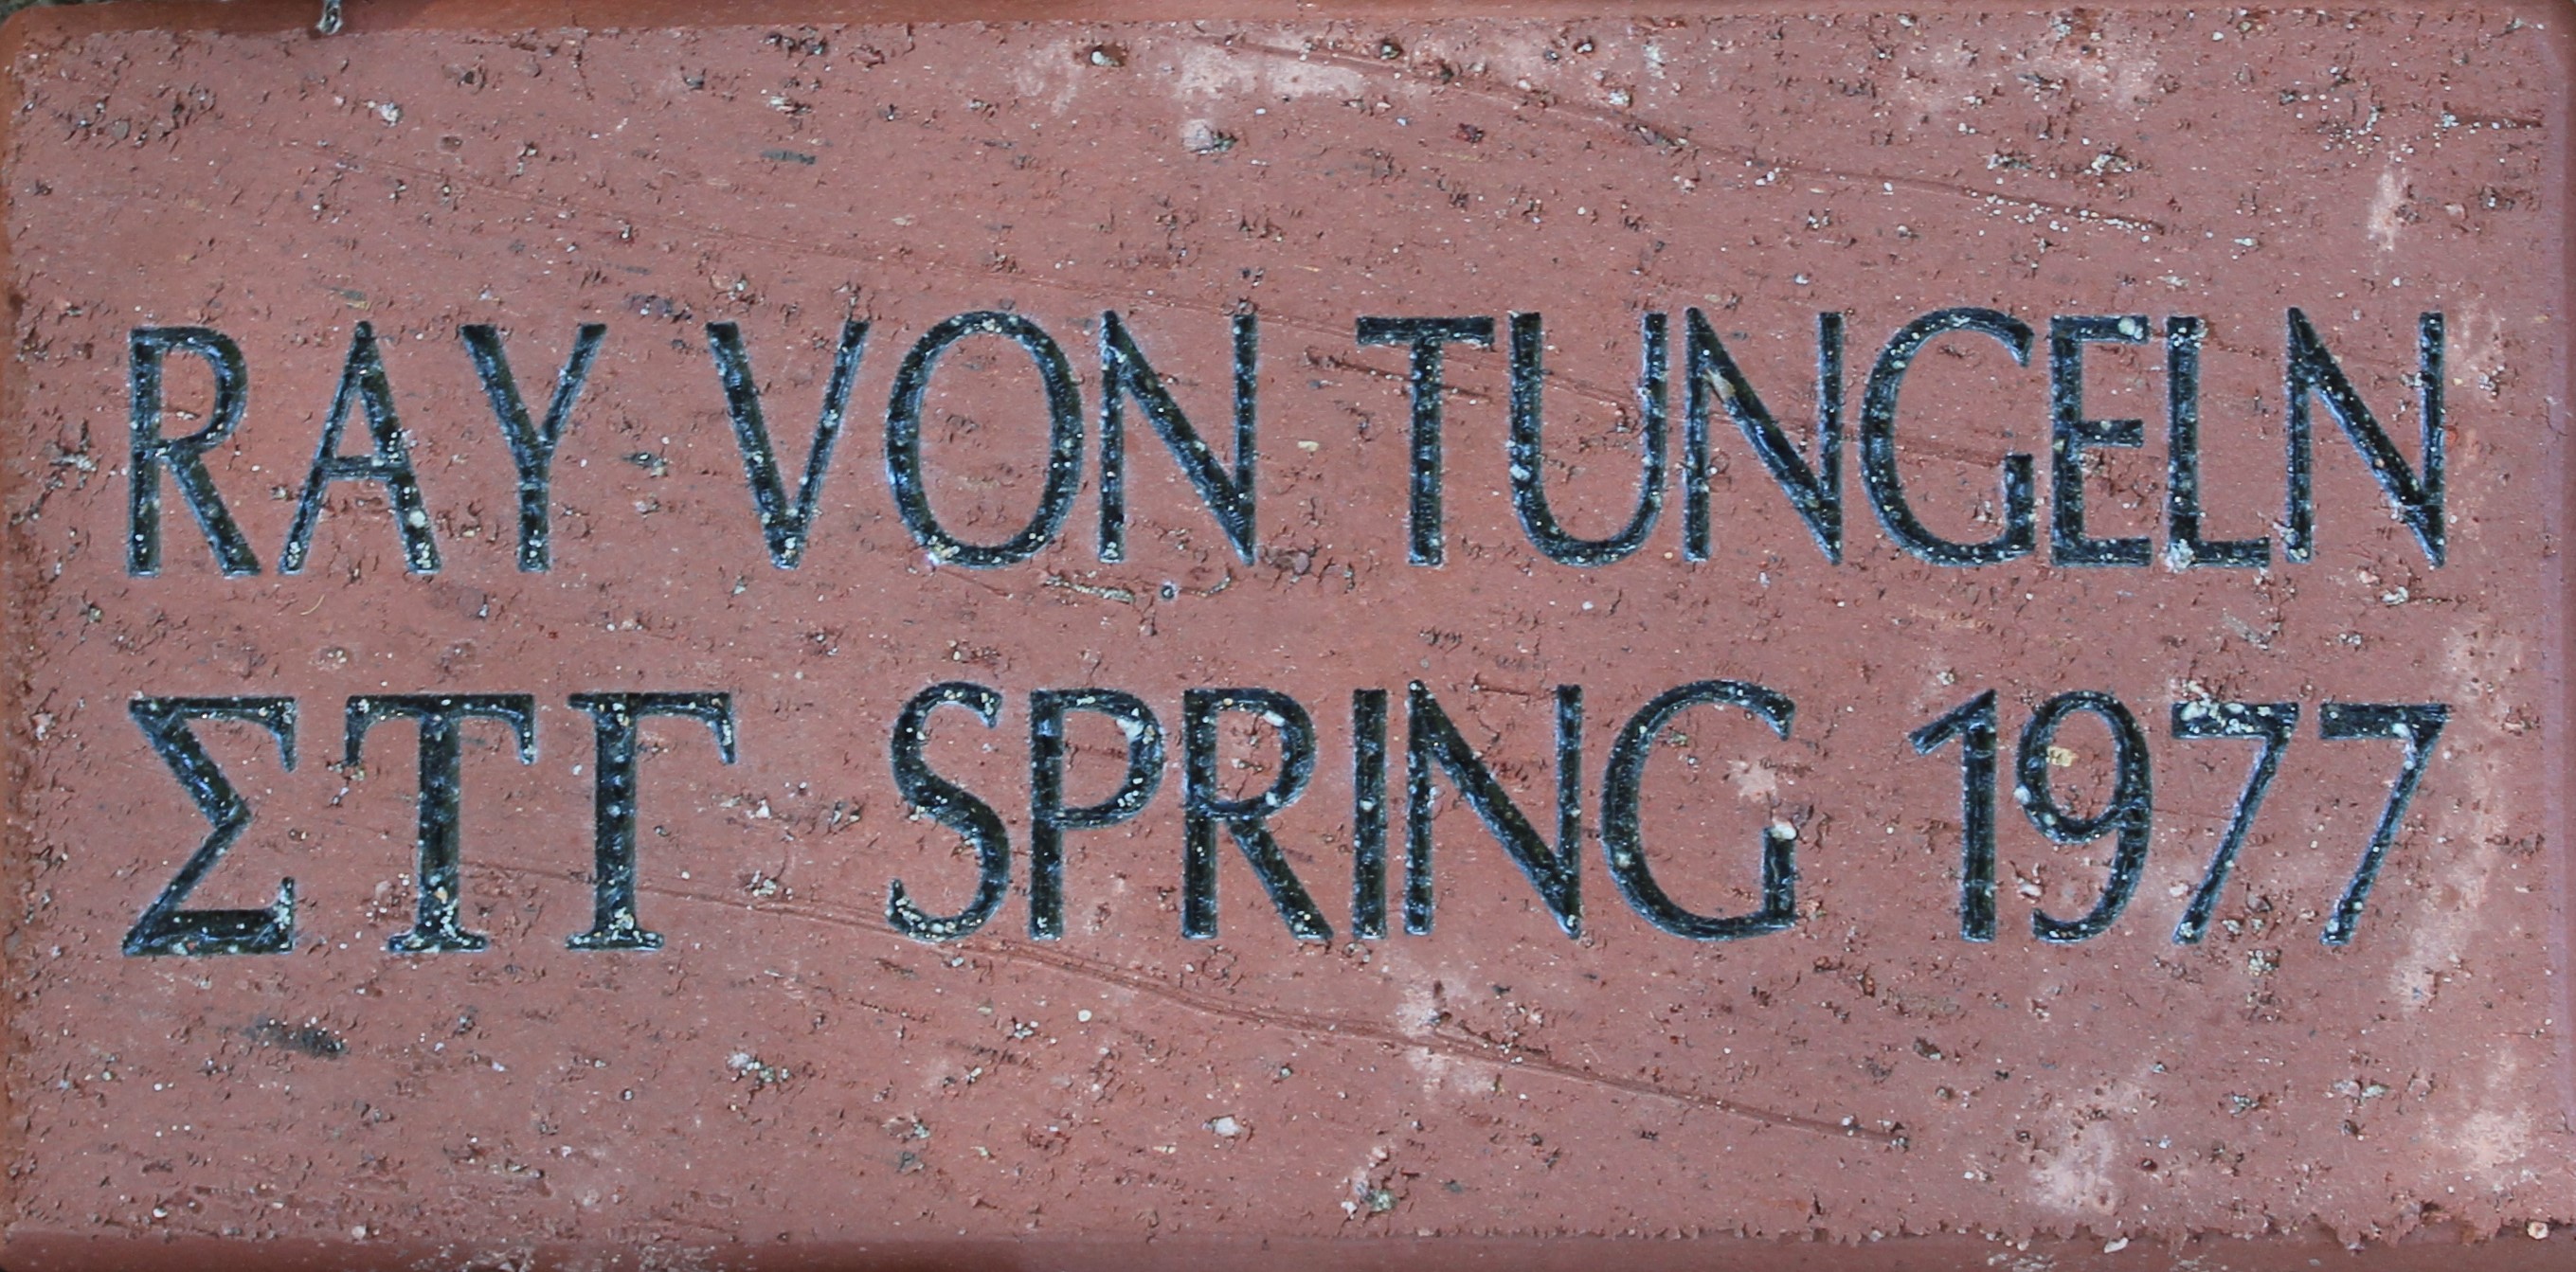 RAY VON TUNGELN
ΣΤΓ SPRING 1977